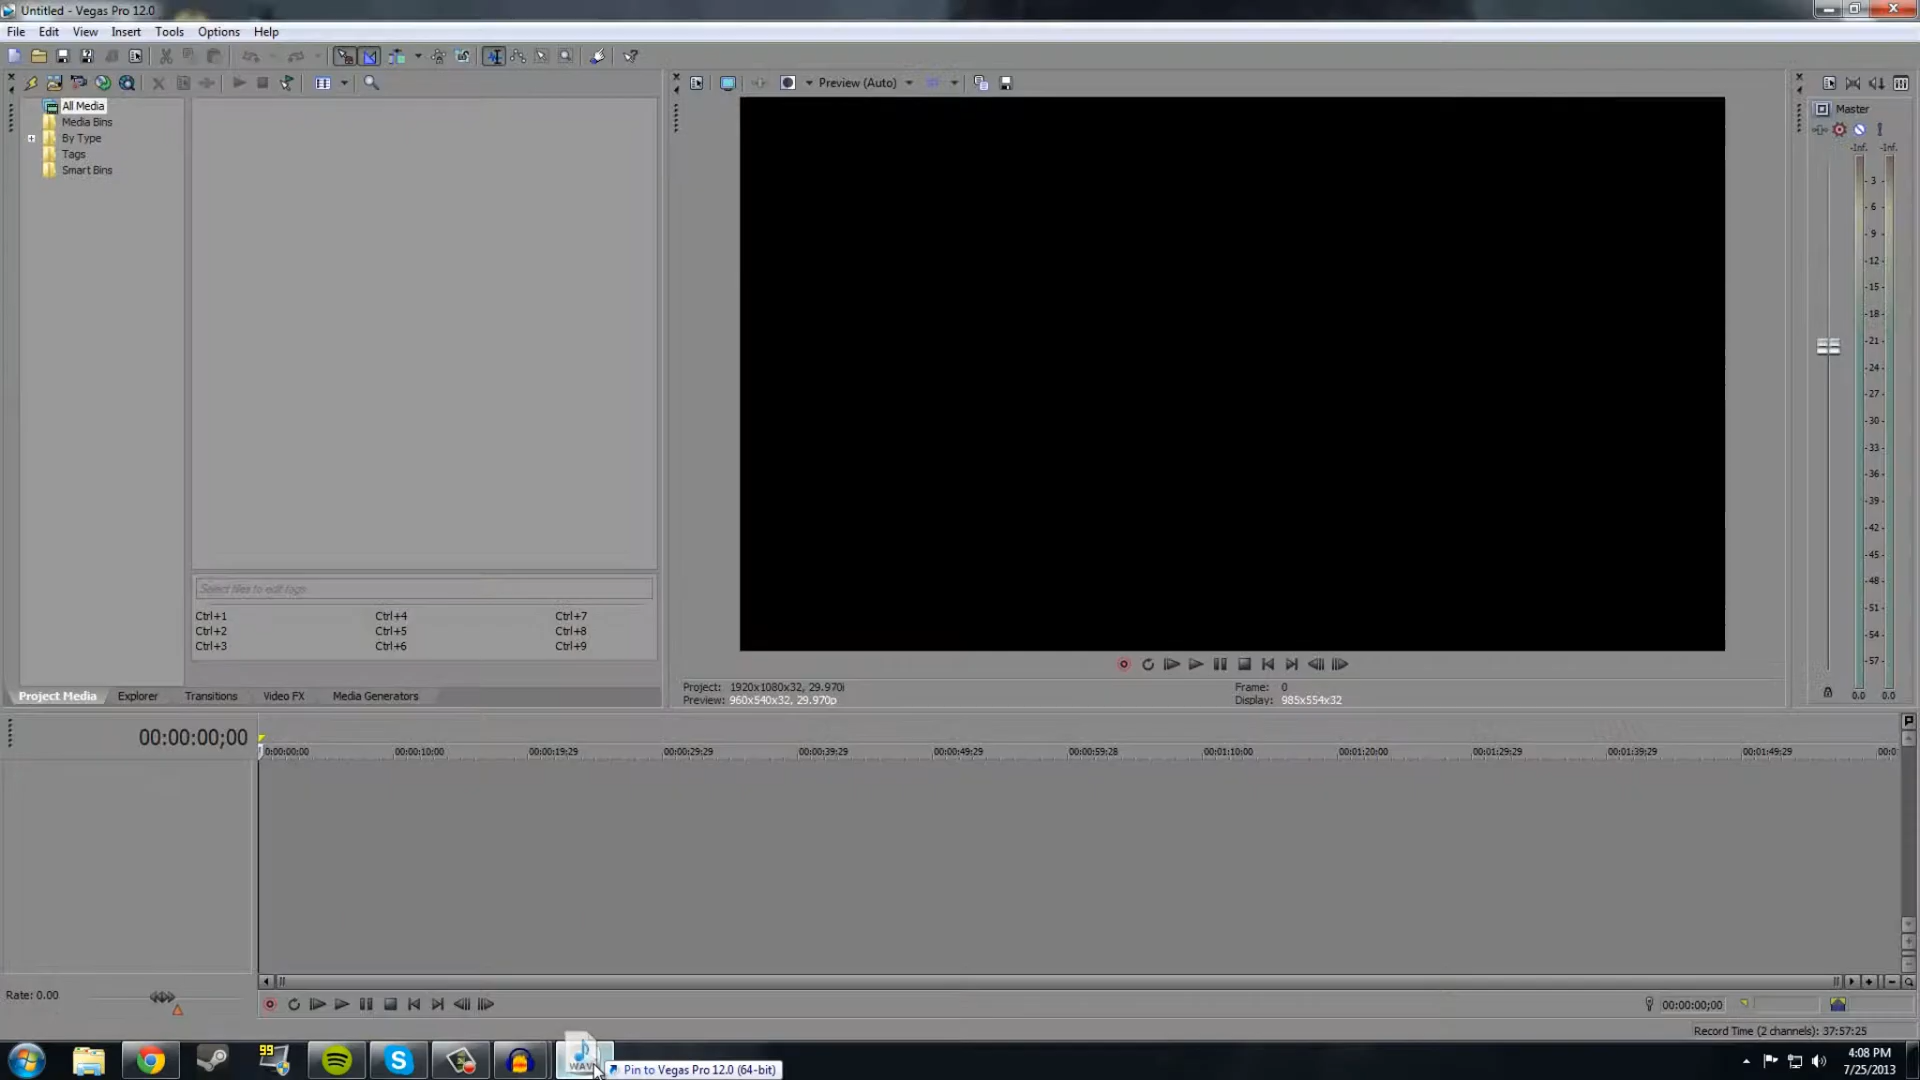 Untitled - Vegas Pro 12.0
File Edit View Insert Tools Options Help
Preview (Auto)
All Media
Media Bins
By Type
Tags
Smart Bins
Master
-Inf. -Inf.
- 3 -
- 6 -
- 9 -
-12-
-15-
-18-
-21-
-24-
-27-
-30-
-33-
-36-
-39-
-42-
-45-
-48-
-51-
-54-
-57-
0.0 0.0
Select files to edit tags
Ctrl+1 Ctrl+4 Ctrl+7
Ctrl+2 Ctrl+5 Ctrl+8
Ctrl+3 Ctrl+6 Ctrl+9
Project Media Explorer Transitions Video FX Media Generators
Project: 1920x1080x32, 29.970i Frame: 0
Preview: 960x540x32, 29.970p Display: 985x554x32
00:00:00;00
0:00:00:00 00:00:10:00 00:00:19:29 00:00:29:29 00:00:39:29 00:00:49:29 00:00:59:28 00:01:10:00 00:01:20:00 00:01:29:29 00:01:39:29 00:01:49:29 00:0
Rate: 0.00
00:00:00;00
Record Time (2 channels): 37:57:25
99
WAV
Pin to Vegas Pro 12.0 (64-bit)
4:08 PM
7/25/2013